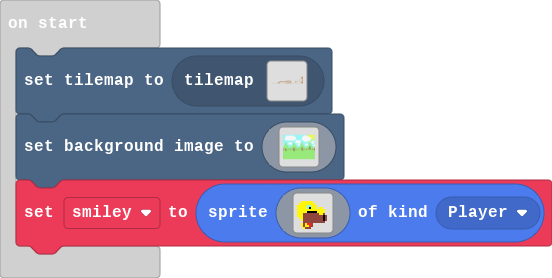 on start
set tilemap to tilemap
set background image to
set smiley to sprite of kind Player